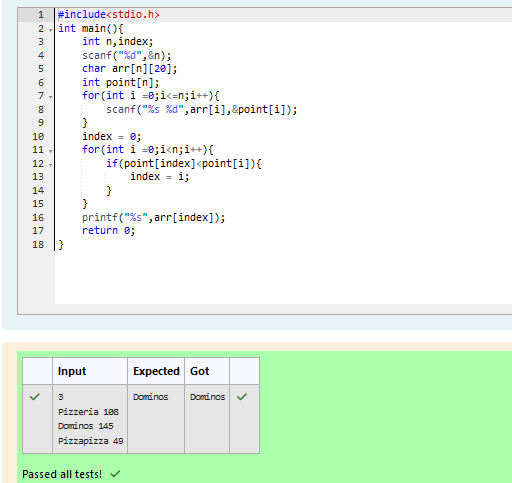 1 #include<stdio.h>
2 int main(){
3 int n,index;
4 scanf("%d",&n);
5 char arr[n][20];
6 int point[n];
7 for(int i =0;i<=n;i++){
8 scanf("%s %d",arr[i],&point[i]);
9 }
10 index = 0;
11 for(int i =0;i<n;i++){
12 if(point[index]<point[i]){
13 index = i;
14 }
15 }
16 printf("%s",arr[index]);
17 return 0;
18 }
Input Expected Got
3 Dominos Dominos
Pizzeria 108
Dominos 145
Pizzapizza 49
Passed all tests!